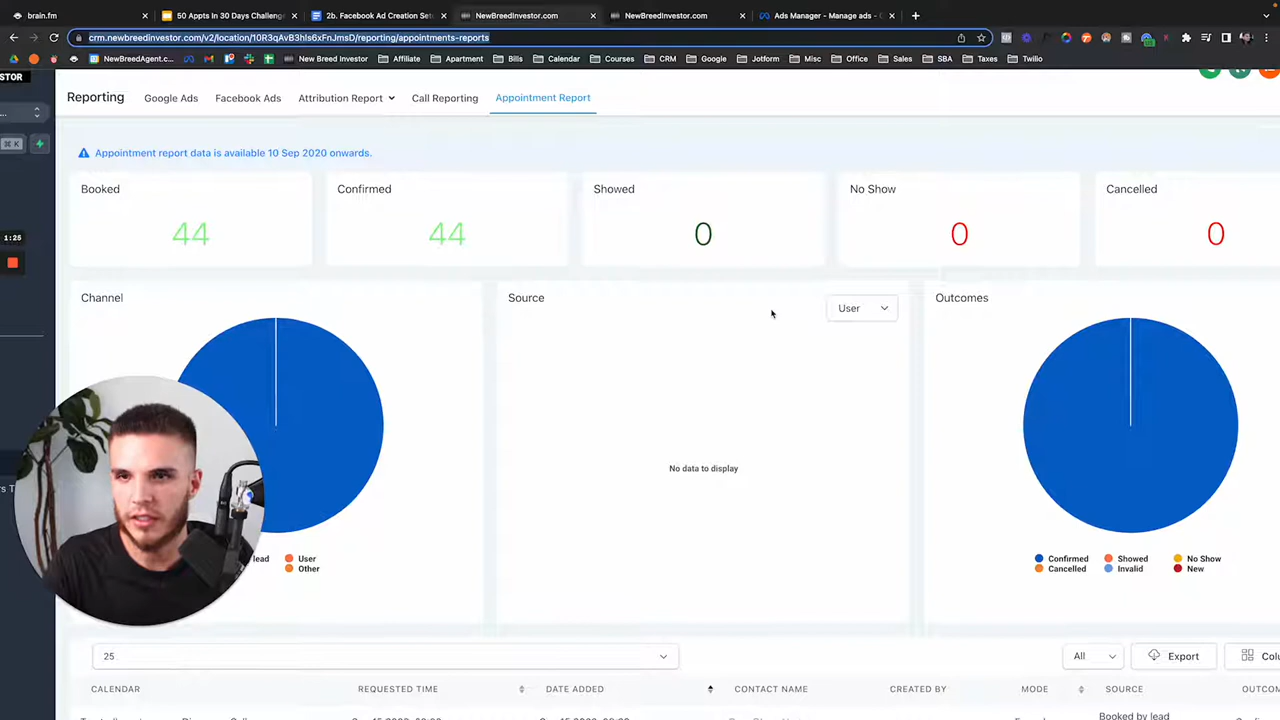 brain.fm
50 Appts In 30 Days Challeng
2b. Facebook Ad Creation Set
NewBreedInvestor.com
NewBreedInvestor.com
Ads Manager - Manage ads - C
crm.newbreedinvestor.com/v2/location/10R3qAvB3hls6xFnJmsD/reporting/appointments-reports
NewBreedAgent.c...
New Breed Investor
Affiliate
Apartment
Bills
Calendar
Courses
CRM
Google
Jotform
Misc
Office
Sales
SBA
Taxes
Twilio
STOR
Reporting
Google Ads
Facebook Ads
Attribution Report
Call Reporting
Appointment Report
...
⌘ K
1:25
Appointment report data is available 10 Sep 2020 onwards.
Booked
44
Confirmed
44
Showed
0
No Show
0
Cancelled
0
Channel
Source
User
Outcomes
No data to display
lead
User
Other
Confirmed
Showed
No Show
Cancelled
Invalid
New
25
All
Export
Colu
CALENDAR
REQUESTED TIME
DATE ADDED
CONTACT NAME
CREATED BY
MODE
SOURCE
OUTCOM
Booked by lead